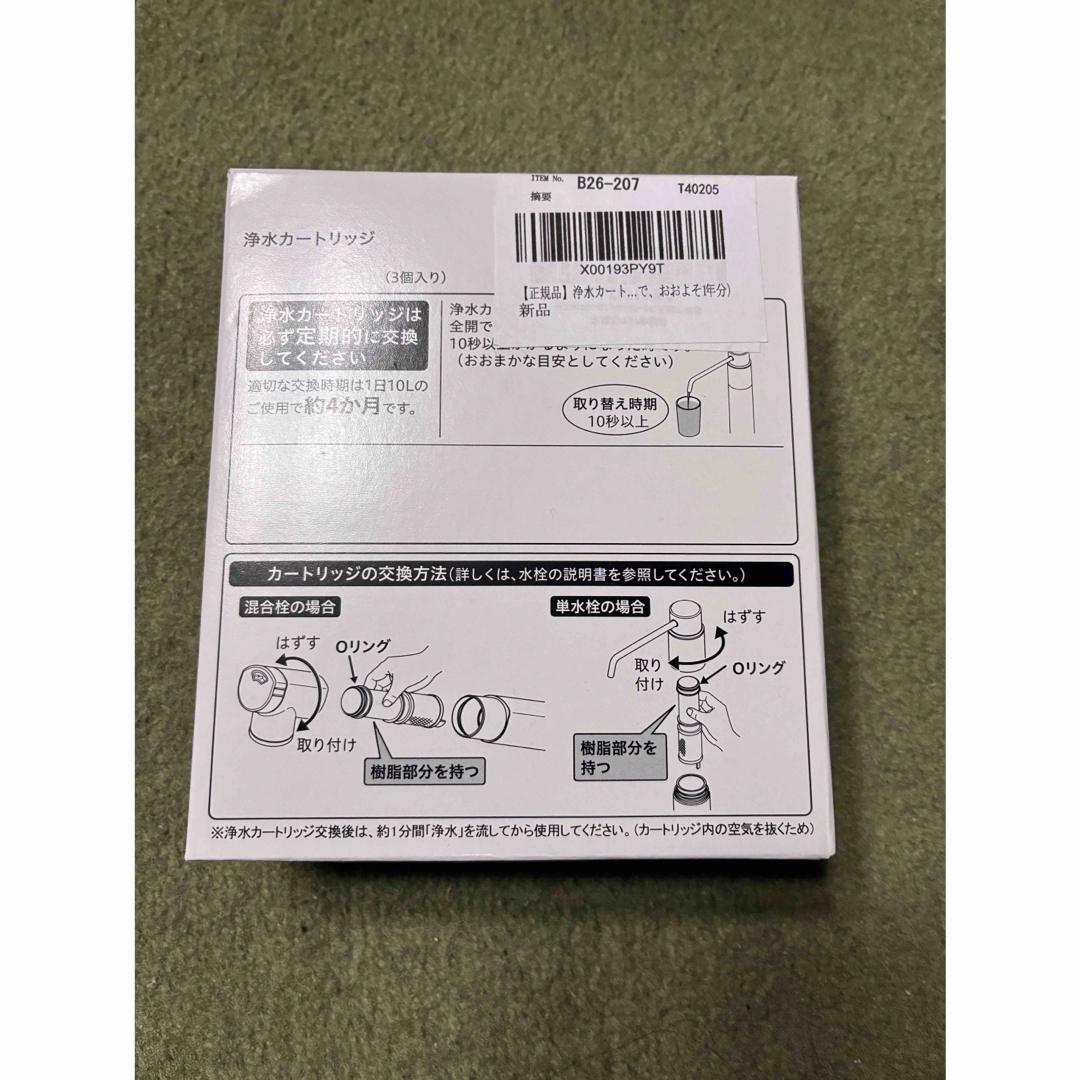 ITEM No. B26-207 T40205
摘要
X00193PY9T
【正規品】浄水カート...で、おおよそ1年分)
新品
浄水カートリッジ
(3個入り)
浄水カートリッジは
必ず定期的に交換
してください
適切な交換時期は1日10Lの
ご使用で約4か月です。
浄水カ
全開で
10秒以上
(おおまかな目安としてください)
取り替え時期
10秒以上
カートリッジの交換方法(詳しくは、水栓の説明書を参照してください。)
混合栓の場合
はずす
Oリング
取り付け
樹脂部分を持つ
単水栓の場合
はずす
取り
付け
Oリング
樹脂部分を
持つ
※浄水カートリッジ交換後は、約1分間「浄水」を流してから使用してください。(カートリッジ内の空気を抜くため)